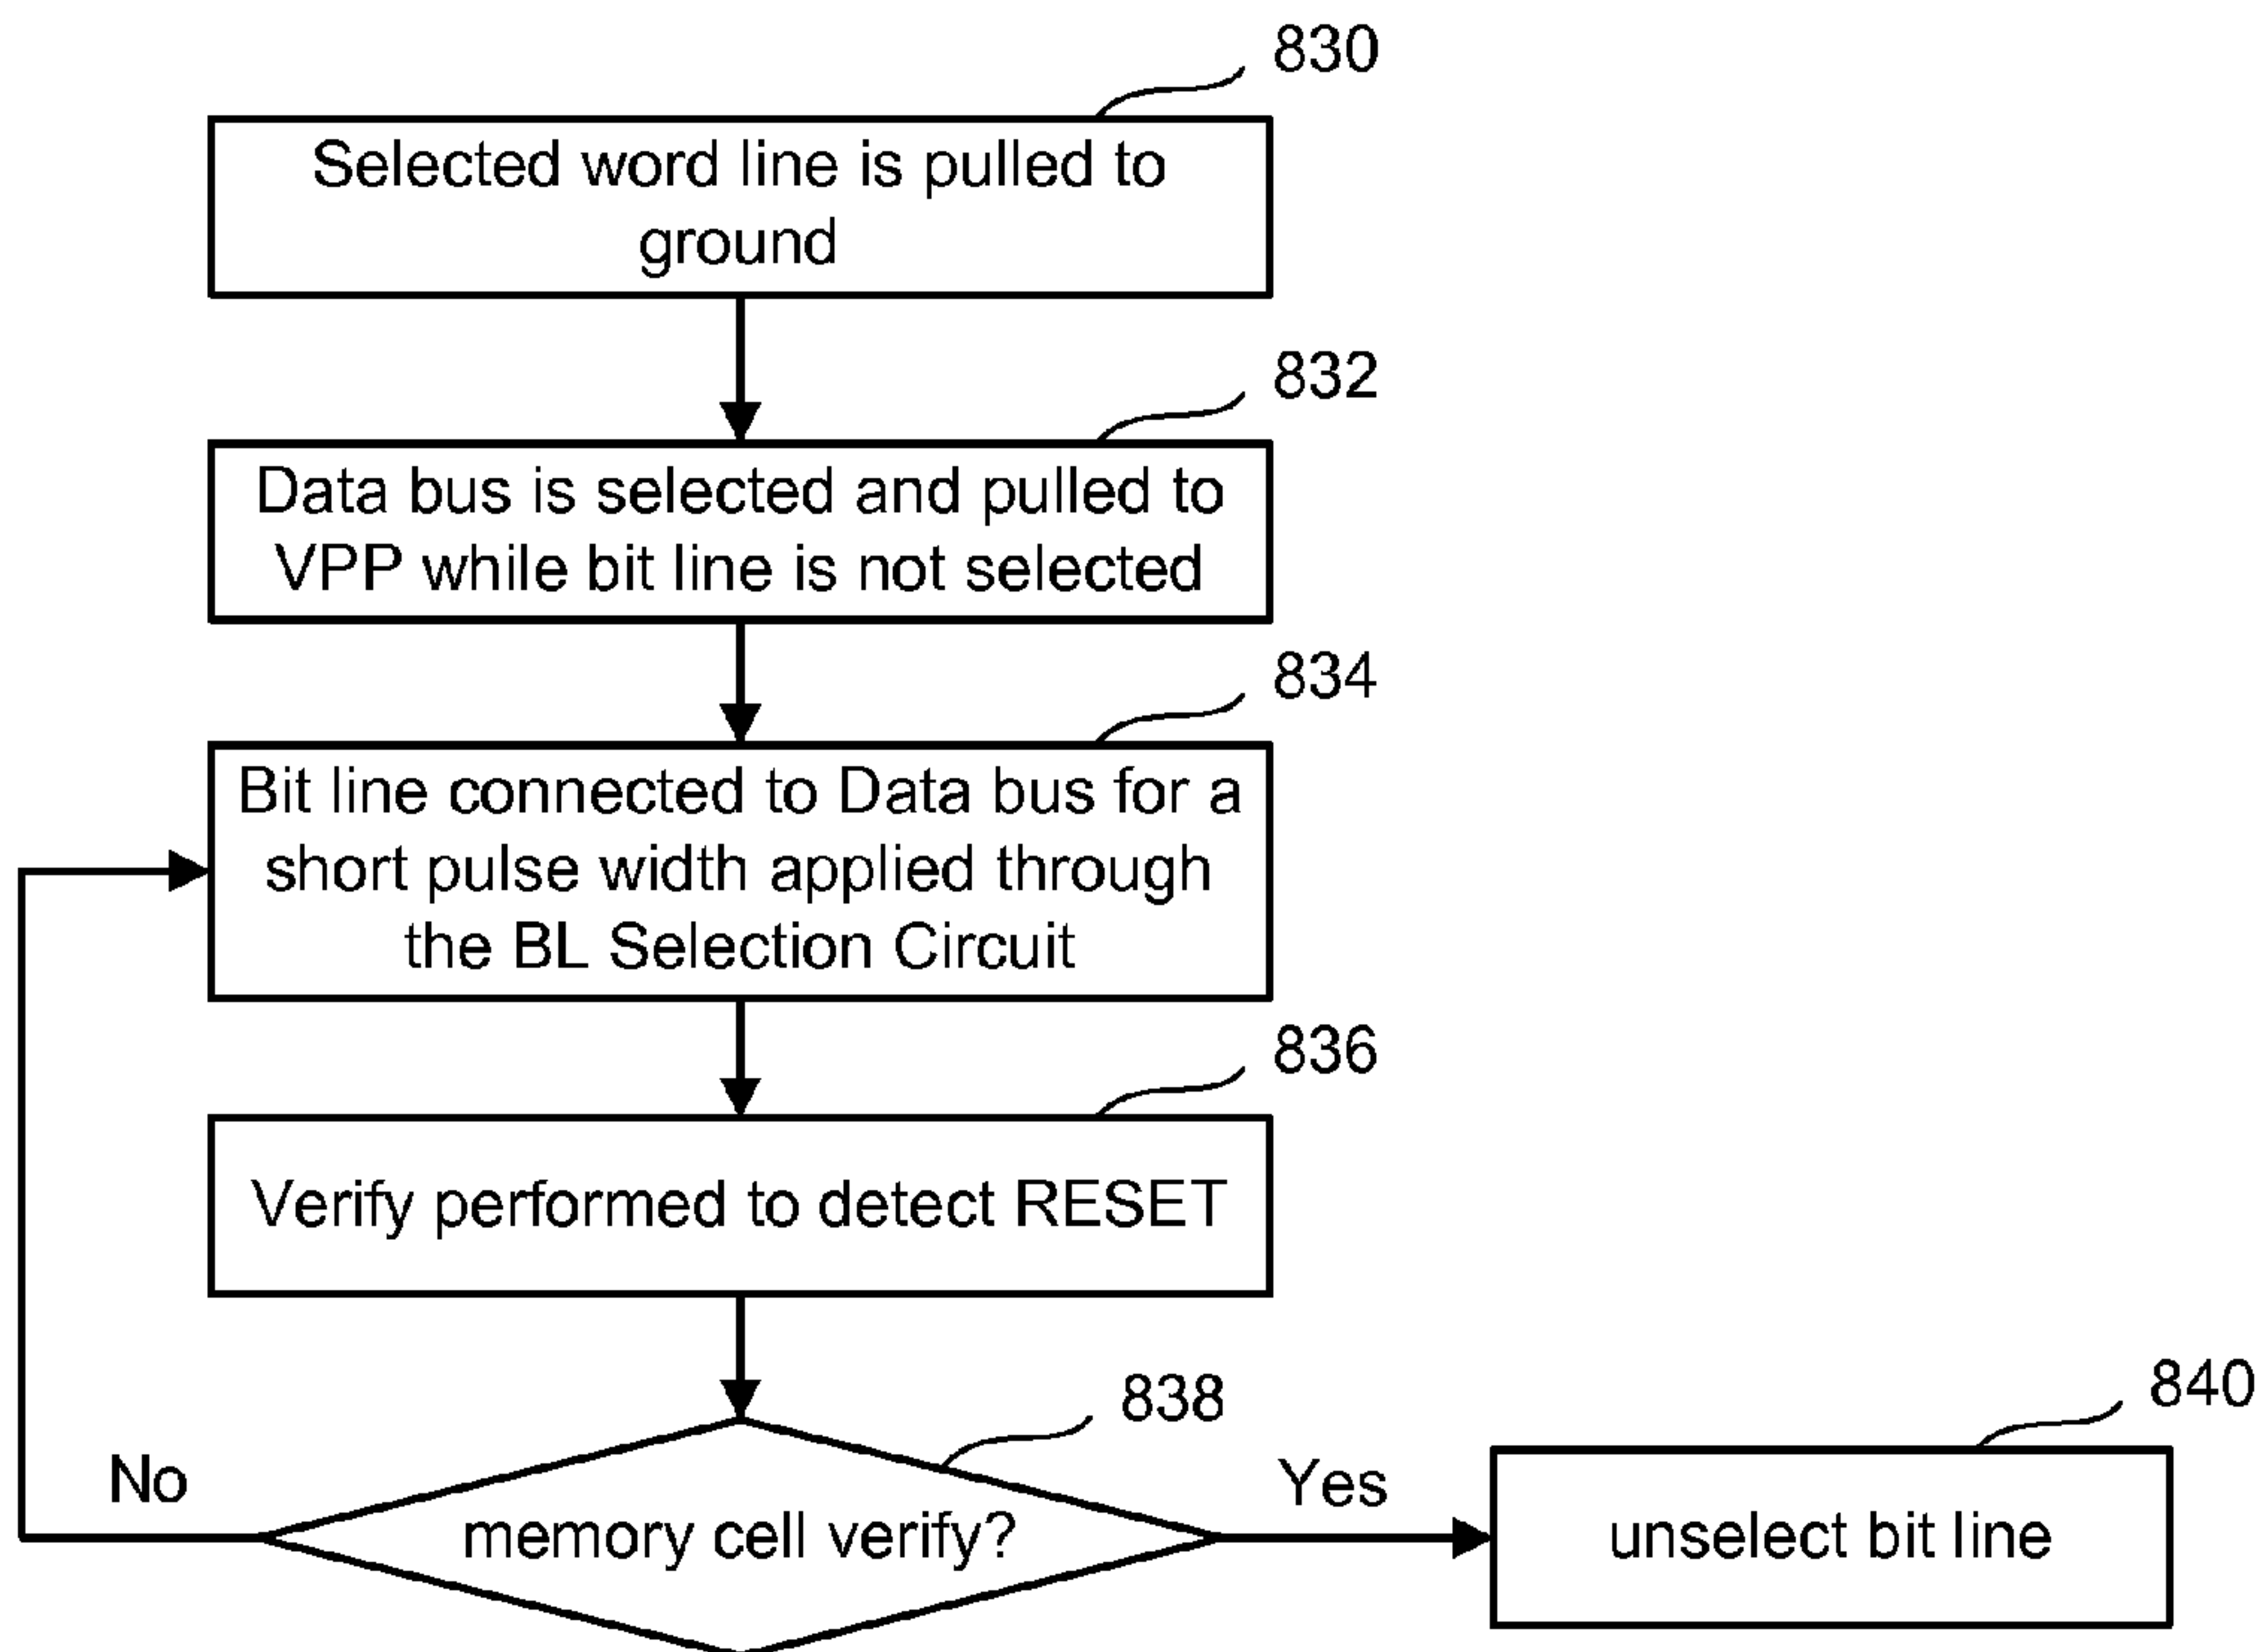 830
Selected word line is pulled to
ground
832
Data bus is selected and pulled to
VPP while bit line is not selected
834
Bit line connected to Data bus for a
short pulse width applied through
the BL Selection Circuit
836
Verify performed to detect RESET
838
memory cell verify?
No
Yes
840
unselect bit line